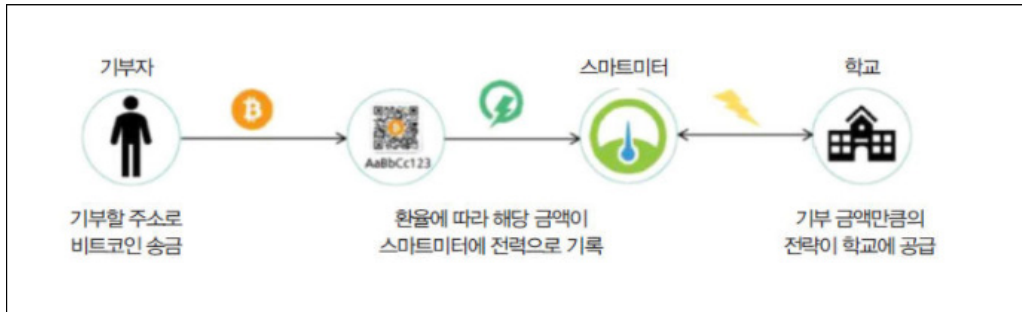 기부자
스마트미터
학교
AaBbCc123
기부할 주소로
비트코인 송금
환율에 따라 해당 금액이
스마트미터에 전력으로 기록
기부 금액만큼의
전략이 학교에 공급